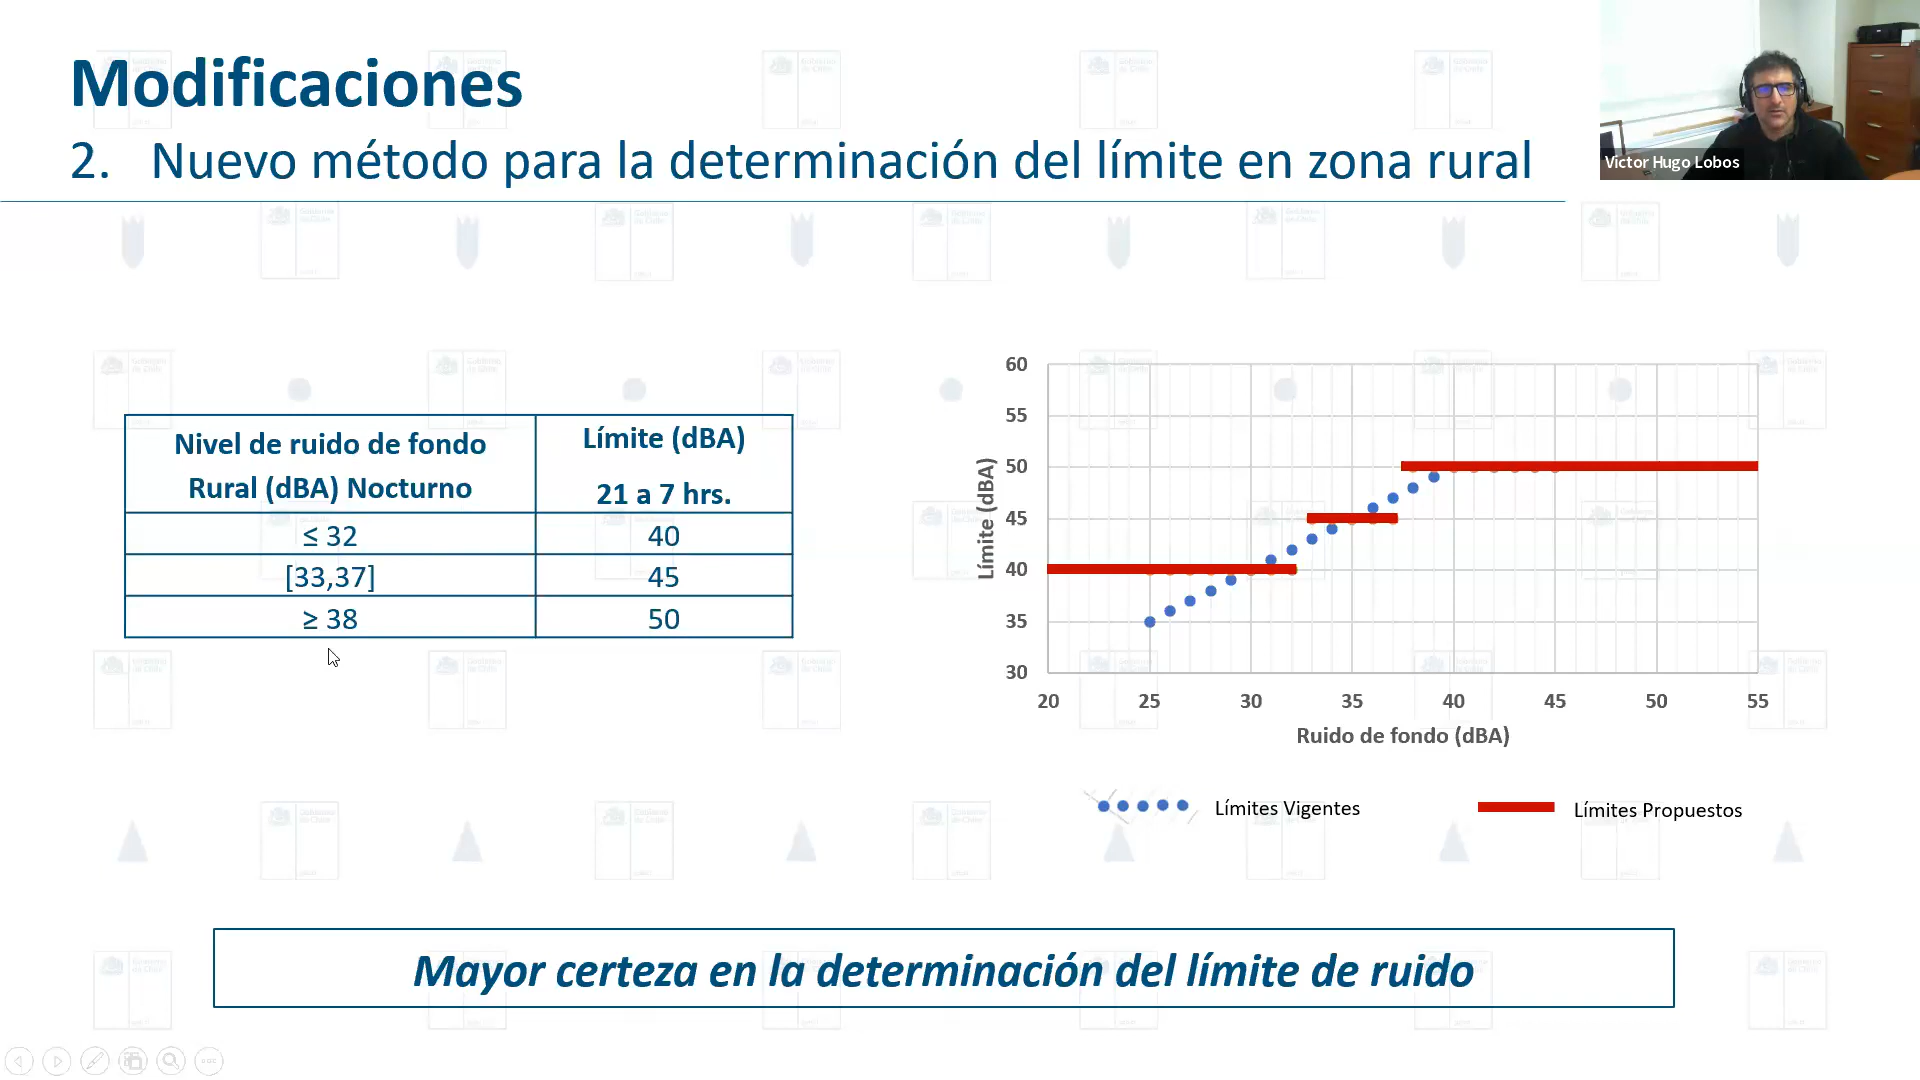 Modificaciones
2. Nuevo método para la determinación del límite en zona rural
Victor Hugo Lobos
Nivel de ruido de fondo
Rural (dBA) Nocturno
Límite (dBA)
21 a 7 hrs.
≤ 32
40
[33,37]
45
≥ 38
50
60
55
50
45
40
35
30
Límite (dBA)
20 25 30 35 40 45 50 55
Ruido de fondo (dBA)
Límites Vigentes
Límites Propuestos
Mayor certeza en la determinación del límite de ruido